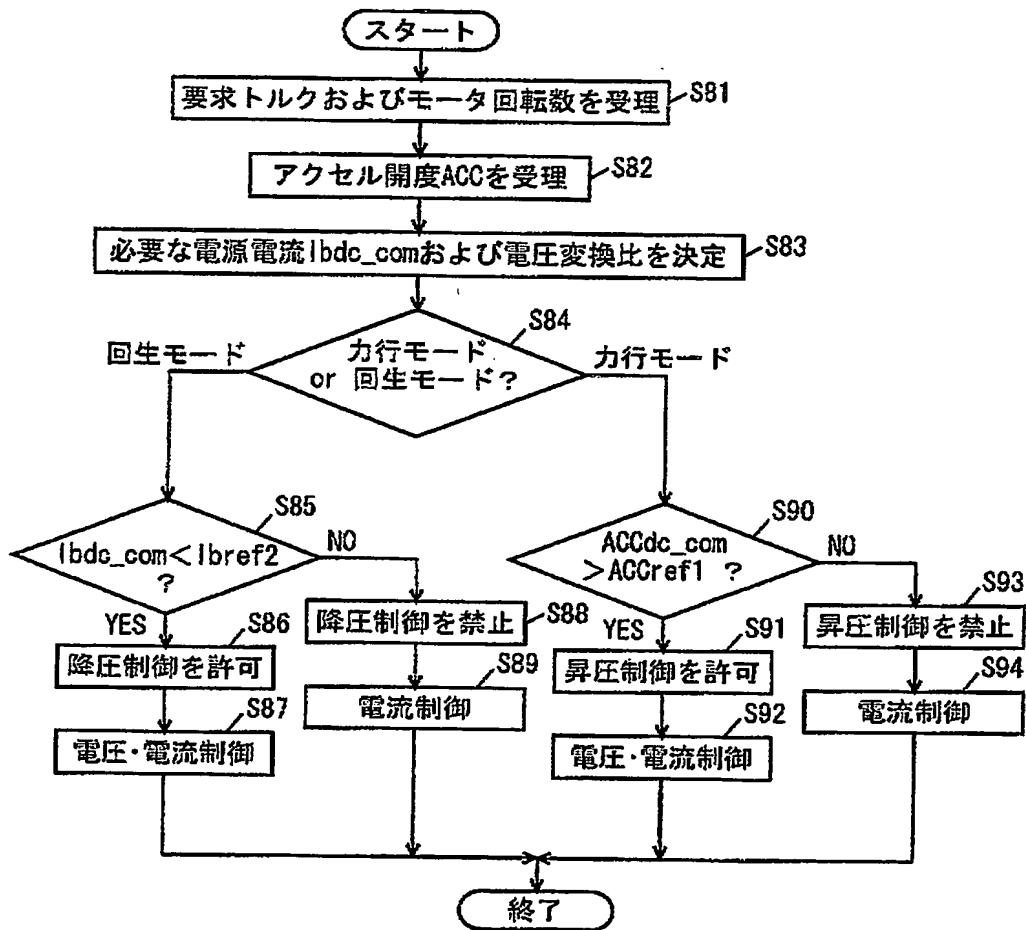 スタート
要求トルクおよびモータ回転数を受理
S81
アクセル開度ACCを受理
S82
必要な電源電流Ibdc_comおよび電圧変換比を決定
S83
力行モード
or 回生モード？
S84
回生モード
力行モード
Ibdc_com＜Ibref2
？
S85
YES
NO
降圧制御を許可
S86
電圧・電流制御
S87
降圧制御を禁止
S88
電流制御
S89
ACCdc_com
＞ACCref1 ？
S90
YES
NO
昇圧制御を許可
S91
電圧・電流制御
S92
昇圧制御を禁止
S93
電流制御
S94
終了